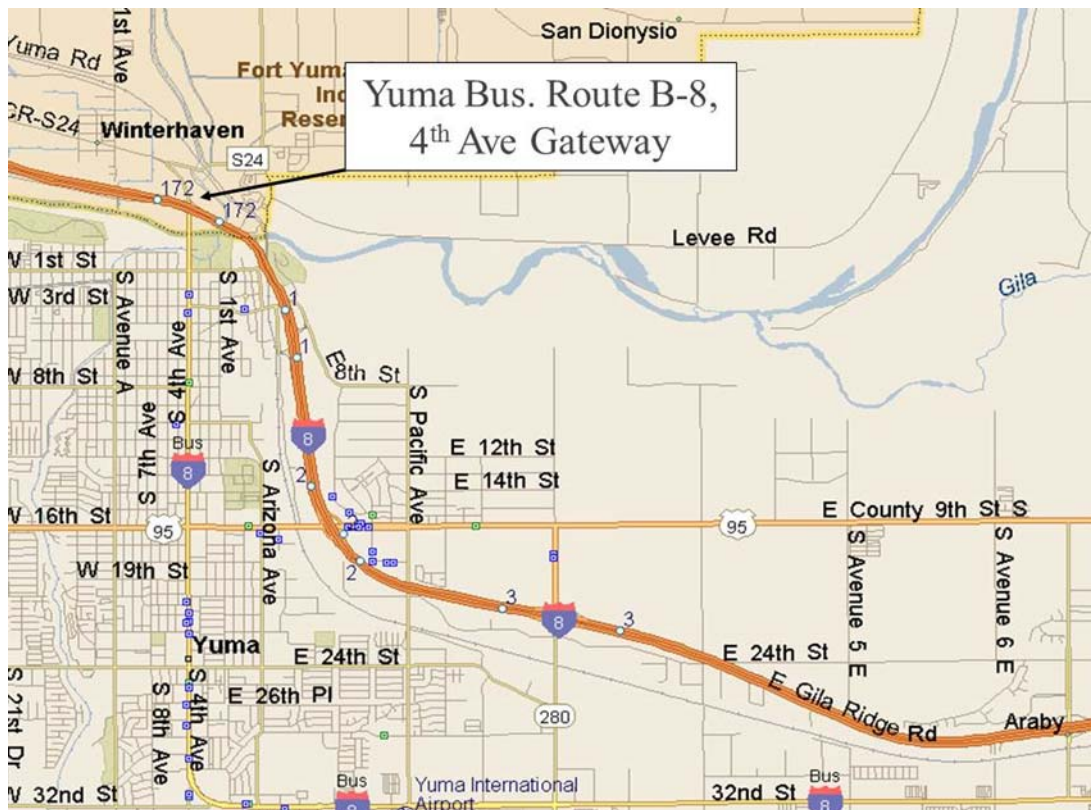 San Dionysio
1st Ave
Yuma Rd
Fort Yuma
Ind
Reser
Yuma Bus. Route B-8,
4th Ave Gateway
CR-S24
Winterhaven
S24
172
172
Levee Rd
Gila
W 1st St
W 3rd St
S Avenue A
S 4th Ave
S 1st Ave
1
1
E 8th St
W 8th St
S 7th Ave
Bus
8
8
S Pacific Ave
E 12th St
E 14th St
2
S Arizona Ave
W 16th St
95
2
95
E County 9th St S
W 19th St
2
3
8
3
S Avenue 5 E
S Avenue 6 E
Yuma
E 24th St
E 24th St
E 26th Pl
S 21st Dr
S 8th Ave
S 4th Ave
280
E Gila Ridge Rd
Araby
W 32nd St
Bus
8
Yuma International
Airport
32nd St
Bus
8